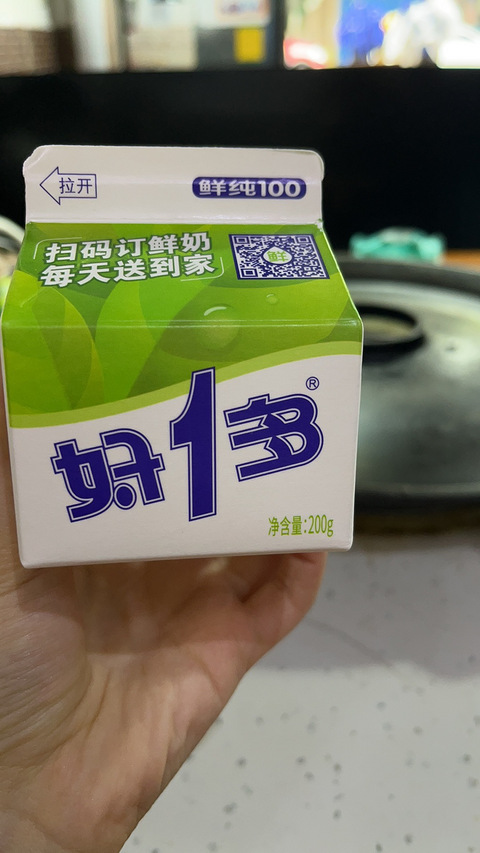 拉开
鲜纯100
扫码订鲜奶
每天送到家
鲜
好1多®
净含量:200g